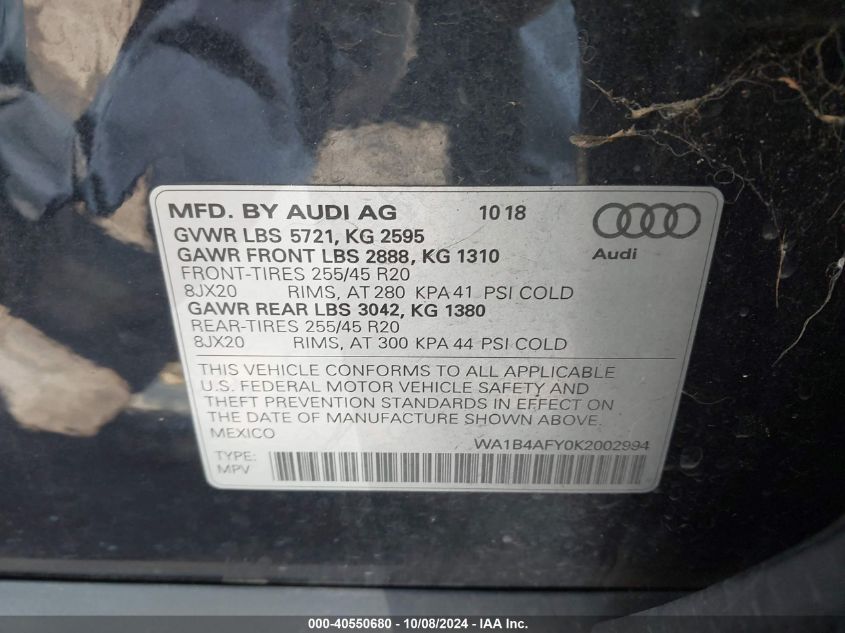 MFD. BY AUDI AG 10 18
GVWR LBS 5721, KG 2595
GAWR FRONT LBS 2888, KG 1310
Audi
FRONT-TIRES 255/45 R20
8JX20 RIMS, AT 280 KPA 41 PSI COLD
GAWR REAR LBS 3042, KG 1380
REAR-TIRES 255/45 R20
8JX20 RIMS, AT 300 KPA 44 PSI COLD
THIS VEHICLE CONFORMS TO ALL APPLICABLE
U.S. FEDERAL MOTOR VEHICLE SAFETY AND
THEFT PREVENTION STANDARDS IN EFFECT ON
THE DATE OF MANUFACTURE SHOWN ABOVE.
MEXICO
WA1B4AFY0K2002994
TYPE:
MPV
000-40550680 - 10/08/2024 - IAA Inc.